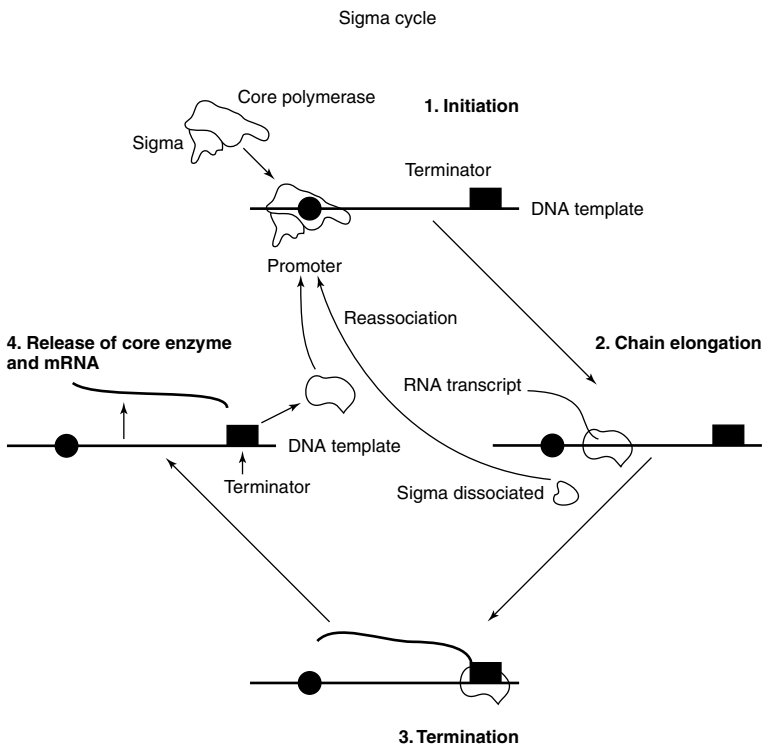 Sigma cycle
Core polymerase
1. Initiation
Sigma
Terminator
DNA template
Promoter
Reassociation
4. Release of core enzyme
and mRNA
2. Chain elongation
RNA transcript
DNA template
Terminator
Sigma dissociated
3. Termination